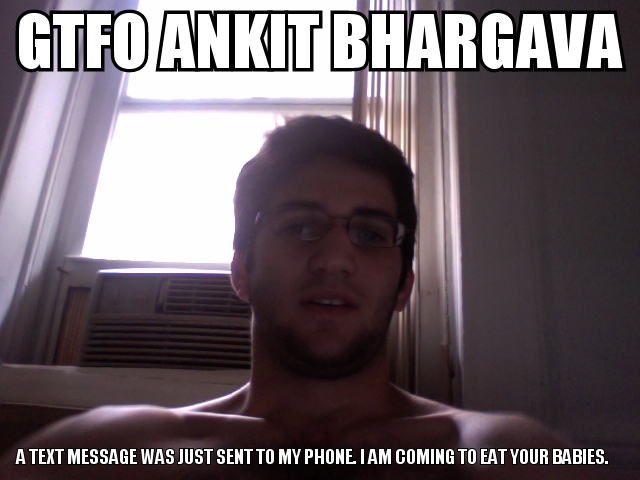 GTFO ANKIT BHARGAVA
A TEXT MESSAGE WAS JUST SENT TO MY PHONE. I AM COMING TO EAT YOUR BABIES.